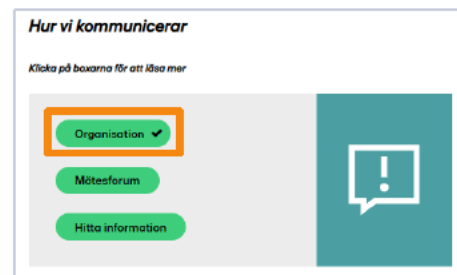 Hur vi kommunicerar
Klicka på boxarna för att läsa mer
Organisation ✔
Mötesforum
Hitta information